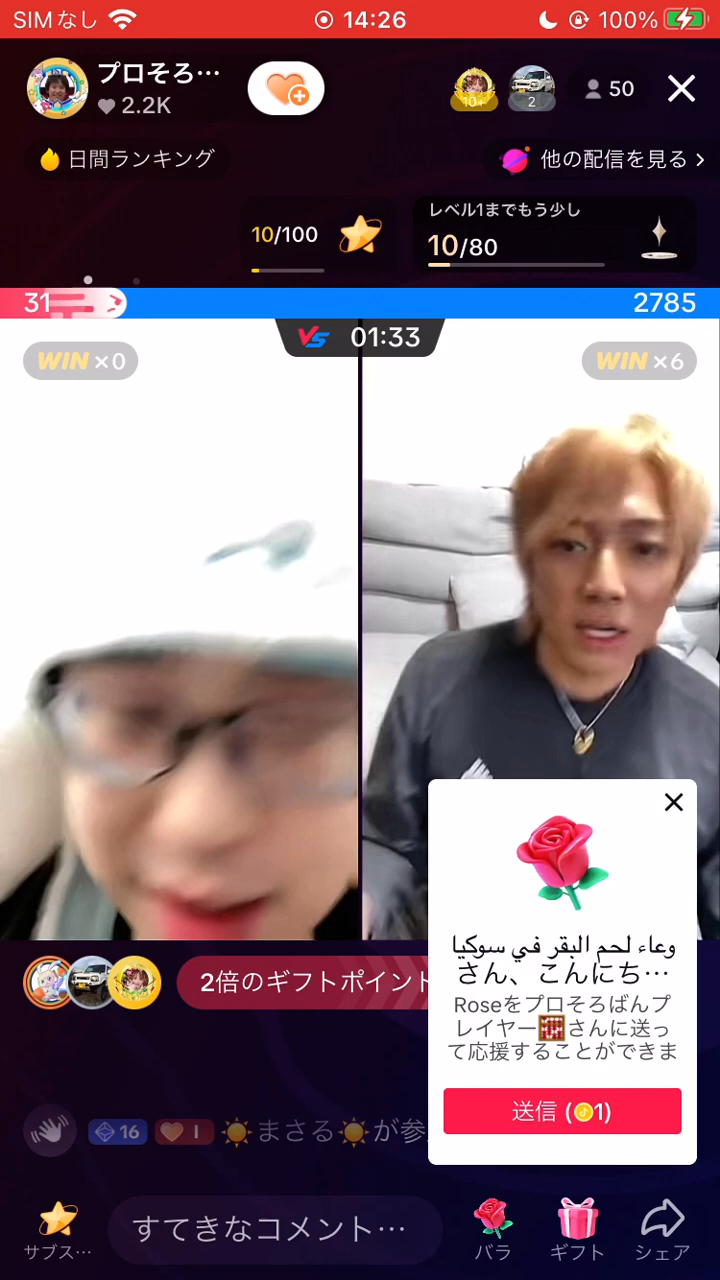 SIMなし
14:26
100%
プロそろ…
2.2K
10+
2
50
日間ランキング
他の配信を見る
10/100
レベル1までもう少し
10/80
31
2785
VS 01:33
WIN ×0
WIN ×6
وعاء لحم البقر في سوكيا
さん、こんにち…
Roseをプロそろばんプ
レイヤー🧮さんに送っ
て応援することができま
送信 (1)
2倍のギフトポイント
16
I
☀️まさる☀️が参
サブス…
すてきなコメント…
バラ
ギフト
シェア